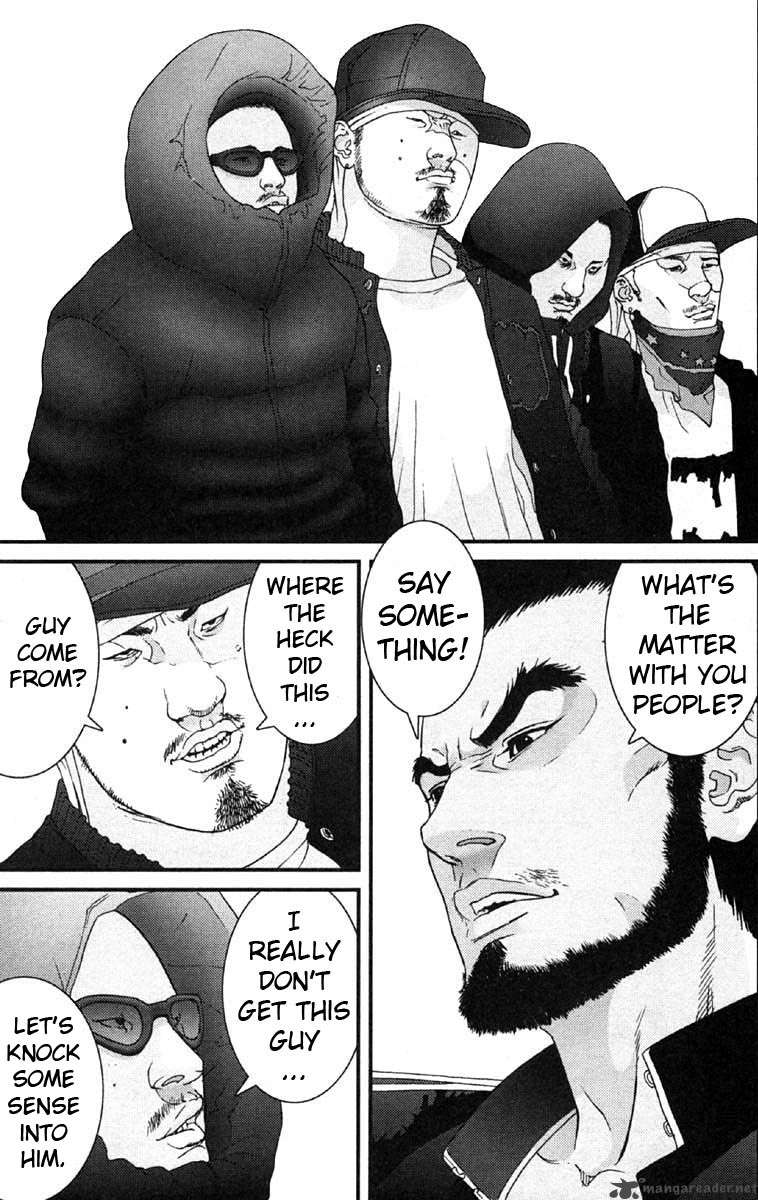 WHAT'S
THE
MATTER
WITH YOU
PEOPLE?
SAY
SOME-
THING!
WHERE
THE
HECK
DID
THIS
...
GUY
COME
FROM?
I
REALLY
DON'T
GET THIS
GUY
...
LET'S
KNOCK
SOME
SENSE
INTO
HIM.
mangareader.net